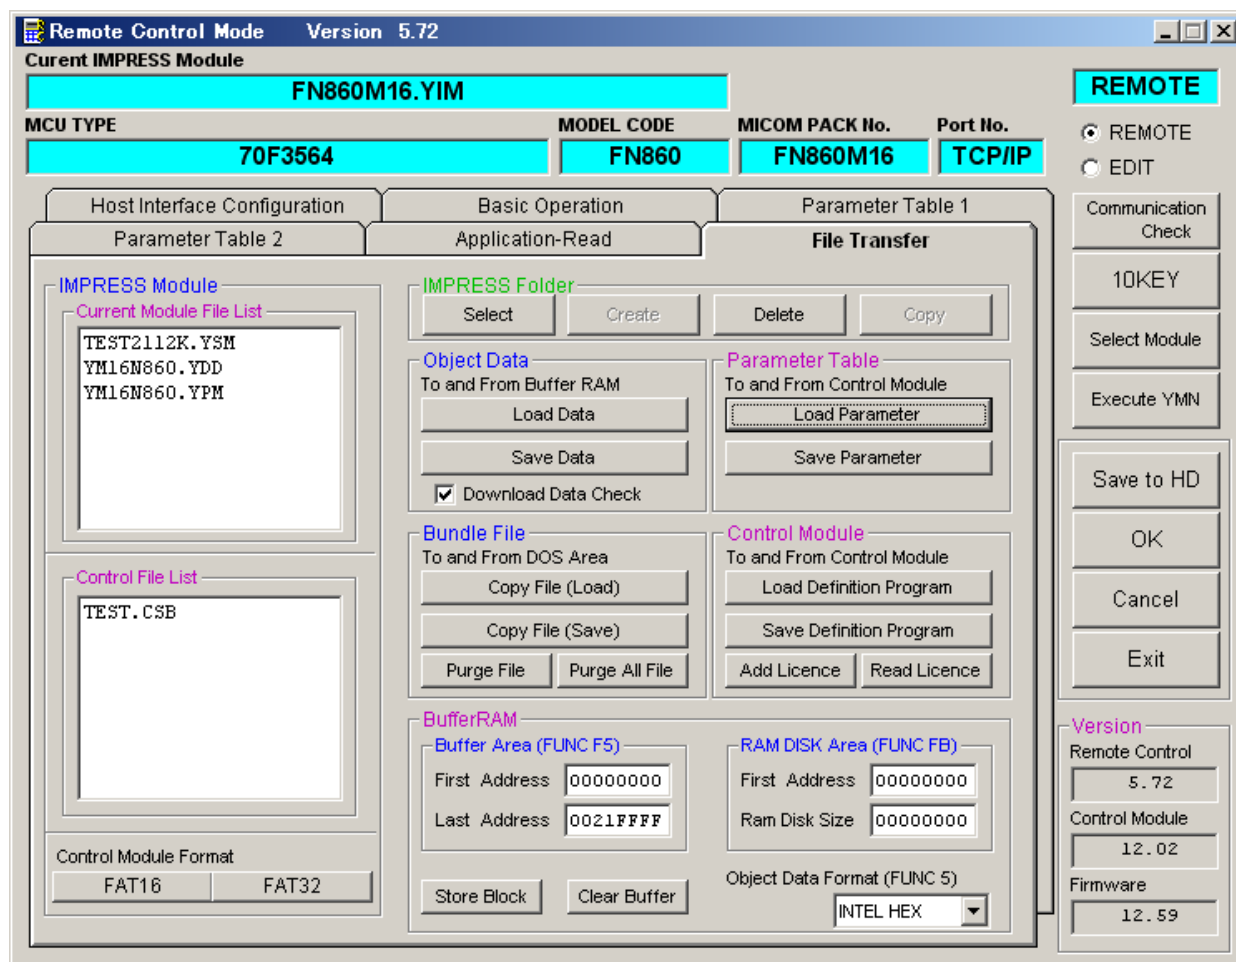 Remote Control Mode Version 5.72
Curent IMPRESS Module
FN860M16.YIM
MCU TYPE MODEL CODE MICOM PACK No. Port No.
70F3564 FN860 FN860M16 TCP/IP
REMOTE
REMOTE
EDIT
Host Interface Configuration Basic Operation Parameter Table 1
Parameter Table 2 Application-Read File Transfer
IMPRESS Module
Current Module File List
TEST2112K.YSM
YM16N860.YDD
YM16N860.YPM
Control File List
TEST.CSB
Control Module Format
FAT16 FAT32
IMPRESS Folder
Select Create Delete Copy
Object Data
To and From Buffer RAM
Load Data
Save Data
Download Data Check
Parameter Table
To and From Control Module
Load Parameter
Save Parameter
Bundle File
To and From DOS Area
Copy File (Load)
Copy File (Save)
Purge File Purge All File
Control Module
To and From Control Module
Load Definition Program
Save Definition Program
Add Licence Read Licence
BufferRAM
Buffer Area (FUNC F5)
First Address 00000000
Last Address 0021FFFF
RAM DISK Area (FUNC FB)
First Address 00000000
Ram Disk Size 00000000
Store Block Clear Buffer
Object Data Format (FUNC 5)
INTEL HEX
Communication
Check
10KEY
Select Module
Execute YMN
Save to HD
OK
Cancel
Exit
Version
Remote Control
5.72
Control Module
12.02
Firmware
12.59